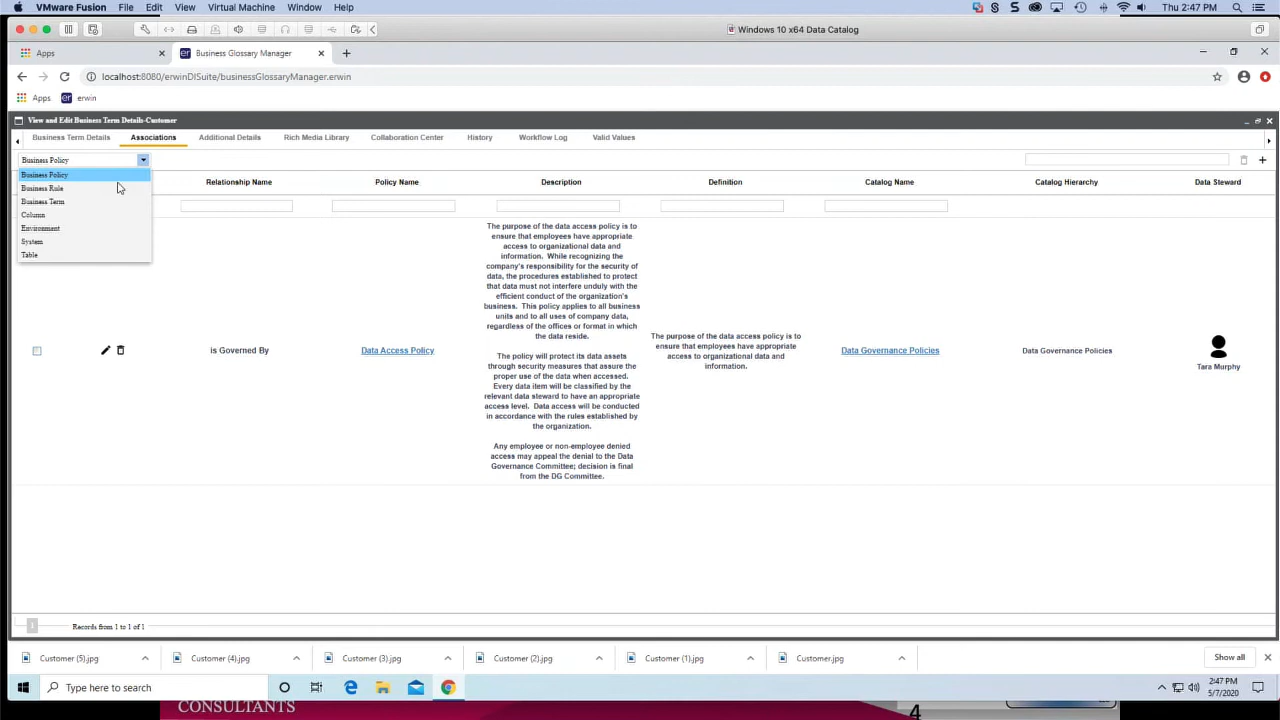 VMware Fusion File Edit View Virtual Machine Window Help Thu 2:47 PM
Windows 10 x64 Data Catalog
Apps Business Glossary Manager
localhost:8080/erwinDISuite/businessGlossaryManager.erwin
Apps erwin
View and Edit Business Term Details-Customer
Business Term Details Associations Additional Details Rich Media Library Collaboration Center History Workflow Log Valid Values
Business Policy
Business Policy
Business Rule
Business Term
Column
Environment
System
Table
Relationship Name Policy Name Description Definition Catalog Name Catalog Hierarchy Data Steward
is Governed By
Data Access Policy
The purpose of the data access policy is to
ensure that employees have appropriate
access to organizational data and
information. While recognizing the
company's responsibility for the security of
data, the procedures established to protect
that data must not interfere unduly with the
efficient conduct of the organization's
business. This policy applies to all business
units and to all uses of company data,
regardless of the offices or format in which
the data reside.
The policy will protect its data assets
through security measures that assure the
proper use of the data when accessed.
Every data item will be classified by the
relevant data steward to have an appropriate
access level. Data access will be conducted
in accordance with the rules established by
the organization.
Any employee or non-employee denied
access may appeal the denial to the Data
Governance Committee; decision is final
from the DG Committee.
The purpose of the data access policy is to
ensure that employees have appropriate
access to organizational data and
information.
Data Governance Policies
Data Governance Policies
Tara Murphy
1 Records from 1 to 1 of 1
Customer (5).jpg Customer (4).jpg Customer (3).jpg Customer (2).jpg Customer (1).jpg Customer.jpg Show all
Type here to search
2:47 PM
5/7/2020
CONSULTANTS
4